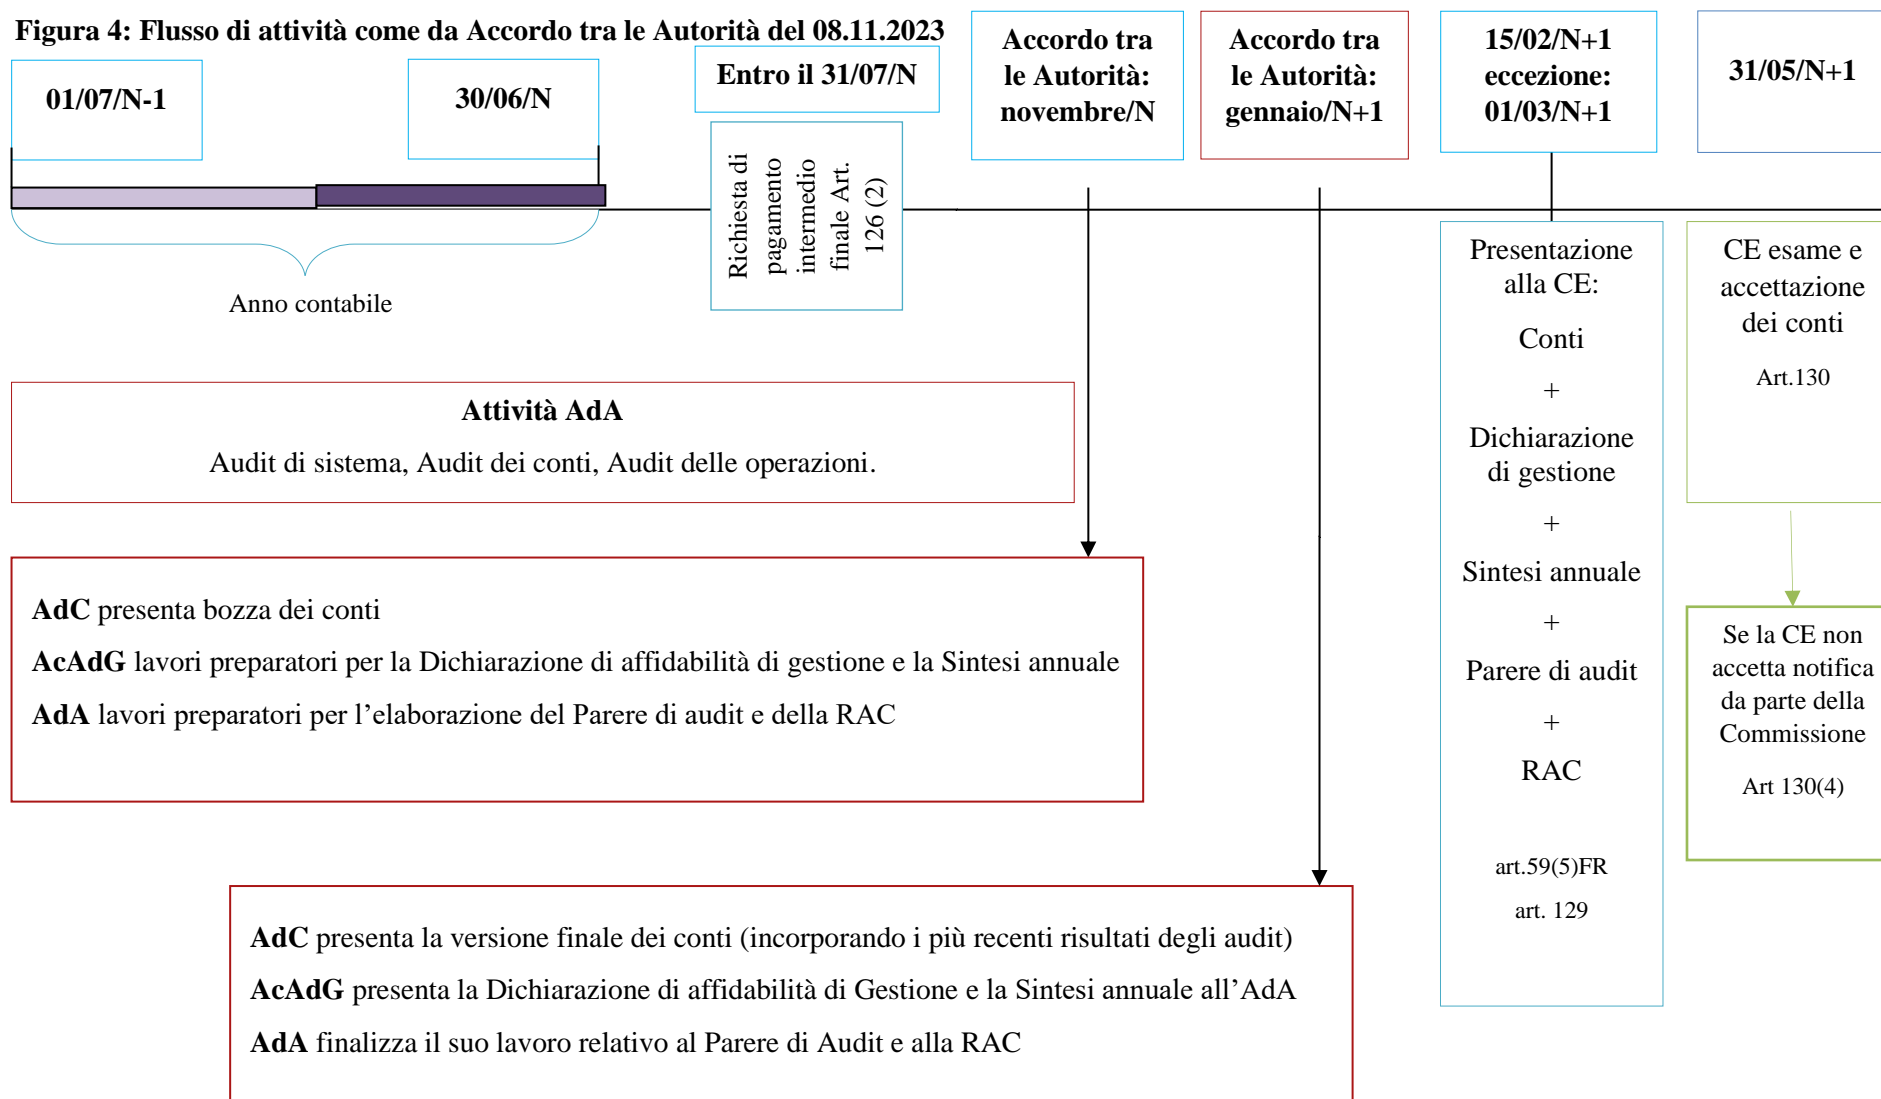 Figura 4: Flusso di attività come da Accordo tra le Autorità del 08.11.2023
01/07/N-1
30/06/N
Entro il 31/07/N
Accordo tra
le Autorità:
novembre/N
Accordo tra
le Autorità:
gennaio/N+1
15/02/N+1
eccezione:
01/03/N+1
31/05/N+1
Richiesta di
pagamento
intermedio
finale Art.
126 (2)
Anno contabile
Presentazione
alla CE:
Conti
+
Dichiarazione
di gestione
+
Sintesi annuale
+
Parere di audit
+
RAC
art.59(5)FR
art. 129
CE esame e
accettazione
dei conti
Art.130
Se la CE non
accetta notifica
da parte della
Commissione
Art 130(4)
Attività AdA
Audit di sistema, Audit dei conti, Audit delle operazioni.
AdC presenta bozza dei conti
AcAdG lavori preparatori per la Dichiarazione di affidabilità di gestione e la Sintesi annuale
AdA lavori preparatori per l’elaborazione del Parere di audit e della RAC
AdC presenta la versione finale dei conti (incorporando i più recenti risultati degli audit)
AcAdG presenta la Dichiarazione di affidabilità di Gestione e la Sintesi annuale all’AdA
AdA finalizza il suo lavoro relativo al Parere di Audit e alla RAC